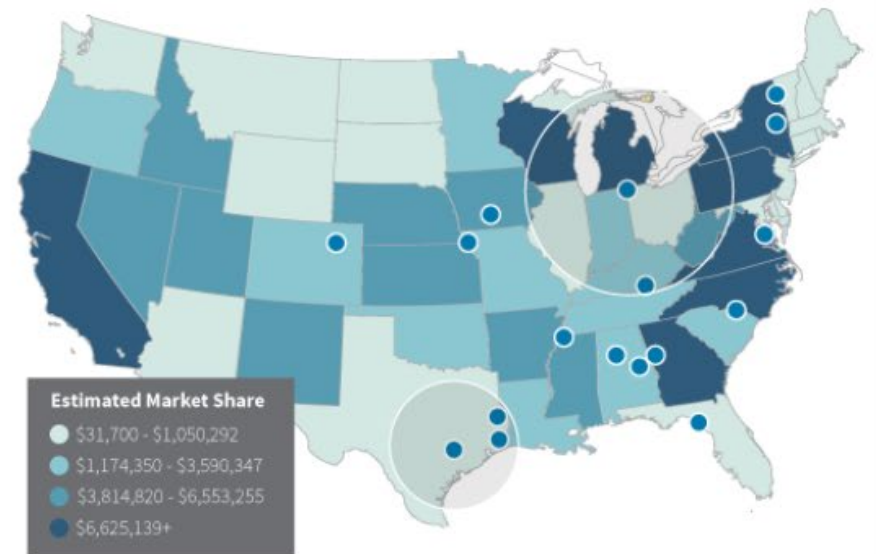 Estimated Market Share
$31,700 - $1,050,292
$1,174,350 - $3,590,347
$3,814,820 - $6,553,255
$6,625,139+